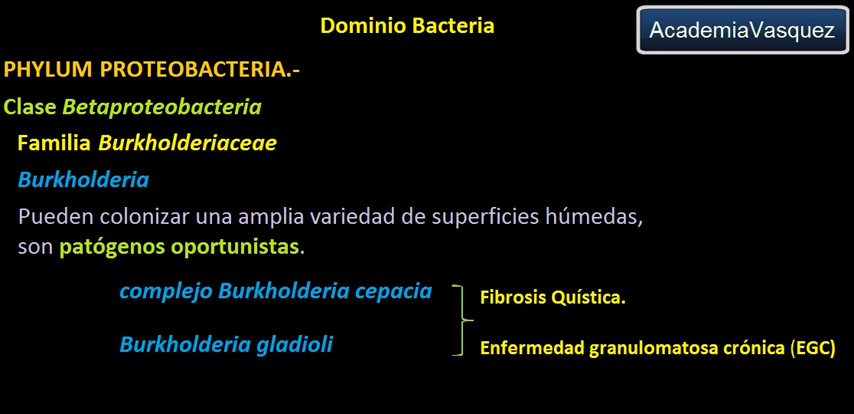 Dominio Bacteria
AcademiaVasquez
PHYLUM PROTEOBACTERIA.-
Clase Betaproteobacteria
Familia Burkholderiaceae
Burkholderia
Pueden colonizar una amplia variedad de superficies húmedas,
son patógenos oportunistas.
complejo Burkholderia cepacia
Fibrosis Quística.
Burkholderia gladioli
Enfermedad granulomatosa crónica (EGC)